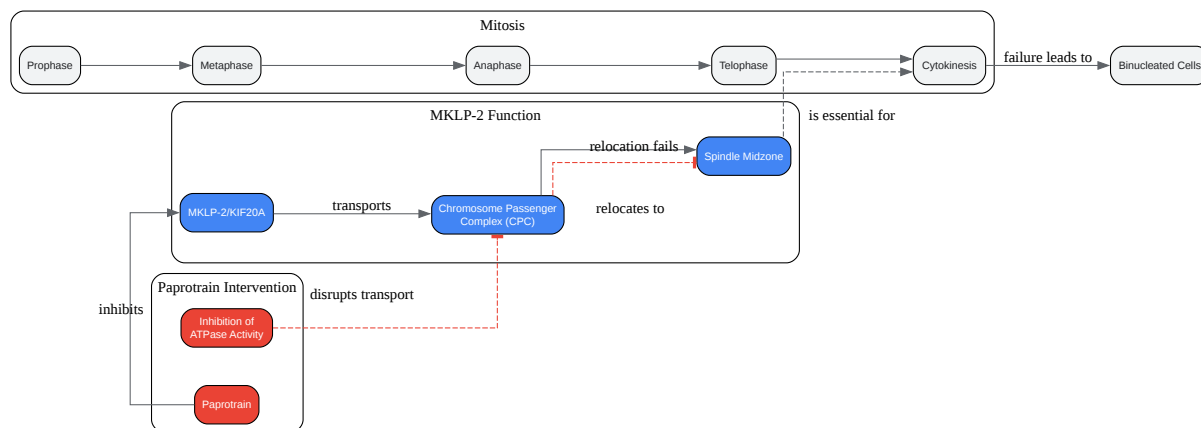 Mitosis
Prophase
Metaphase
Anaphase
Telophase
Cytokinesis
failure leads to
Binucleated Cells
MKLP-2 Function
is essential for
relocation fails
Spindle Midzone
MKLP-2/KIF20A
transports
Chromosome Passenger
Complex (CPC)
relocates to
Paprotrain Intervention
disrupts transport
inhibits
Inhibition of
ATPase Activity
Paprotrain